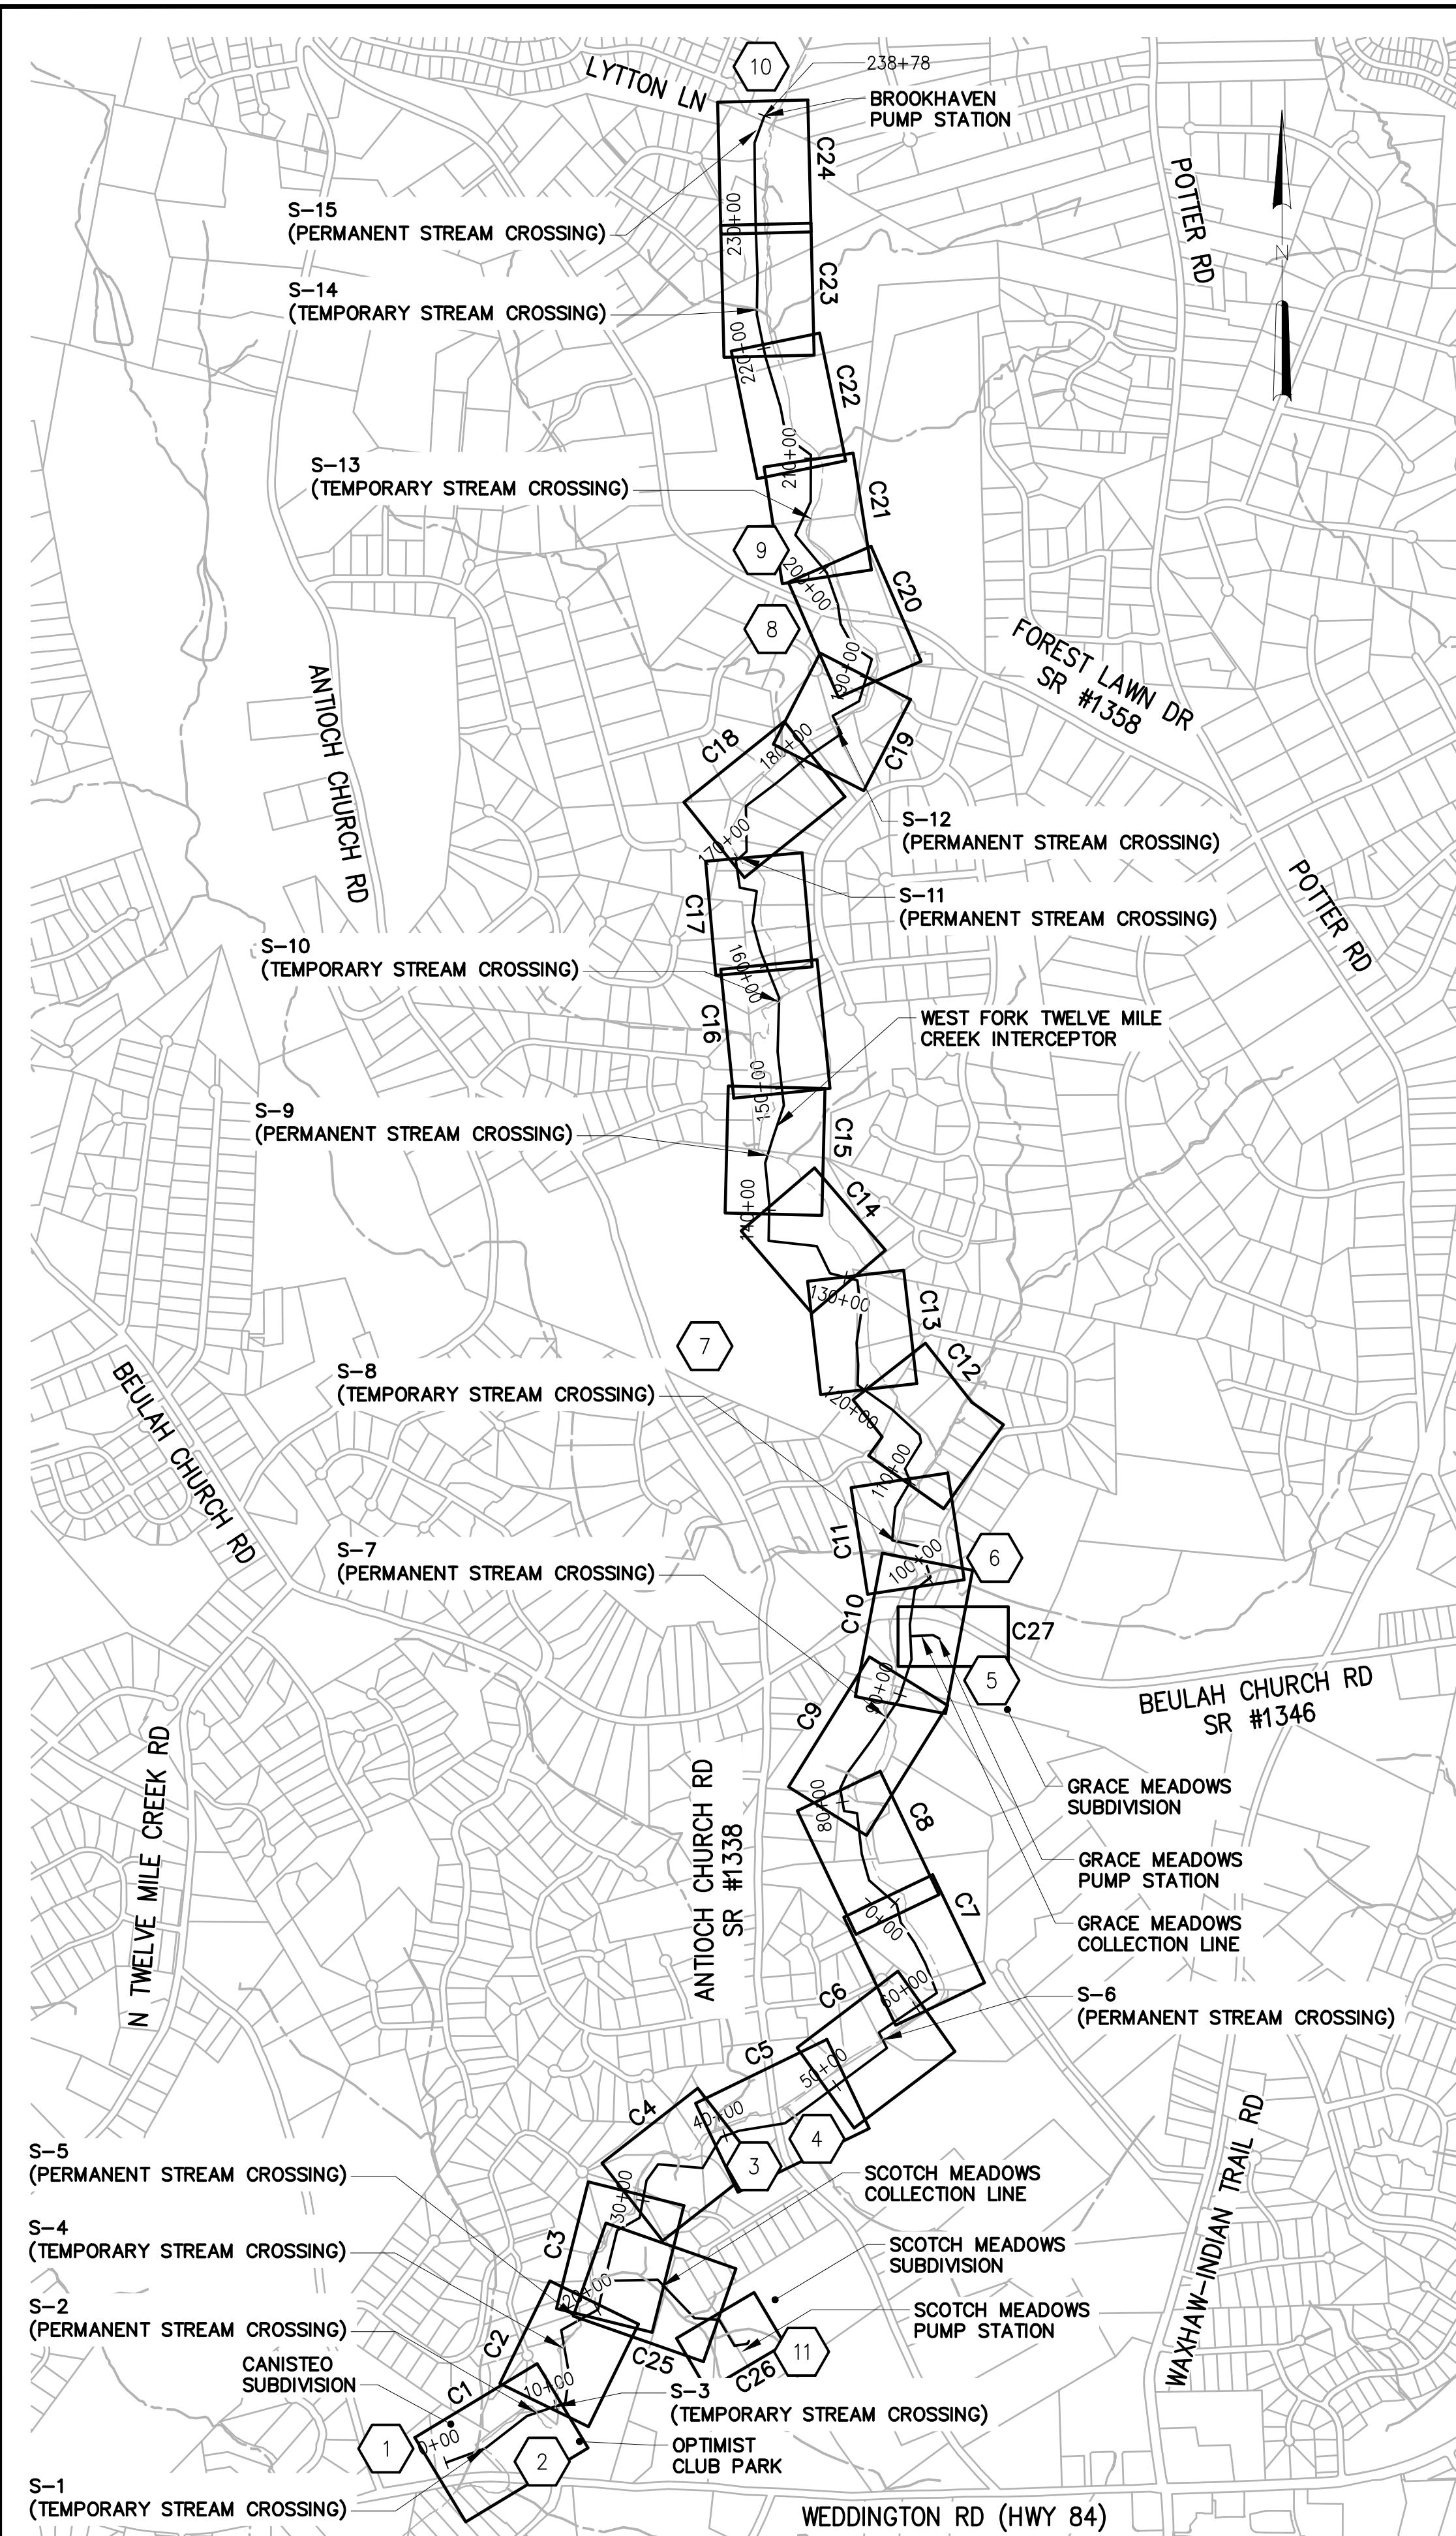 10
238+78
LYTTON LN
BROOKHAVEN
PUMP STATION
C24
POTTER RD
S-15
(PERMANENT STREAM CROSSING)
230+00
N
C23
S-14
(TEMPORARY STREAM CROSSING)
220+00
C22
210+00
S-13
(TEMPORARY STREAM CROSSING)
C21
9
200+00
C20
8
FOREST LAWN DR
SR #1358
190+00
ANTIOCH CHURCH RD
C18
180+00
C19
S-12
(PERMANENT STREAM CROSSING)
170+00
POTTER RD
S-11
(PERMANENT STREAM CROSSING)
C17
S-10
(TEMPORARY STREAM CROSSING)
160+00
C16
WEST FORK TWELVE MILE
CREEK INTERCEPTOR
150+00
S-9
(PERMANENT STREAM CROSSING)
C15
C14
140+00
130+00
C13
7
C12
S-8
(TEMPORARY STREAM CROSSING)
BEULAH CHURCH RD
120+00
110+00
C11
S-7
(PERMANENT STREAM CROSSING)
100+00
6
C10
C27
90+00
5
BEULAH CHURCH RD
SR #1346
C9
N TWELVE MILE CREEK RD
ANTIOCH CHURCH RD
SR #1338
80+00
C8
GRACE MEADOWS
SUBDIVISION
GRACE MEADOWS
PUMP STATION
C7
0+00
GRACE MEADOWS
COLLECTION LINE
C6
60+00
S-6
(PERMANENT STREAM CROSSING)
C5
50+00
C4
40+00
4
3
WAXHAW-INDIAN TRAIL RD
S-5
(PERMANENT STREAM CROSSING)
SCOTCH MEADOWS
COLLECTION LINE
30+00
S-4
(TEMPORARY STREAM CROSSING)
C3
SCOTCH MEADOWS
SUBDIVISION
20+00
S-2
(PERMANENT STREAM CROSSING)
SCOTCH MEADOWS
PUMP STATION
C2
C25
11
C26
CANISTEO
SUBDIVISION
10+00
C1
S-3
(TEMPORARY STREAM CROSSING)
1
0+00
2
OPTIMIST
CLUB PARK
S-1
(TEMPORARY STREAM CROSSING)
WEDDINGTON RD (HWY 84)